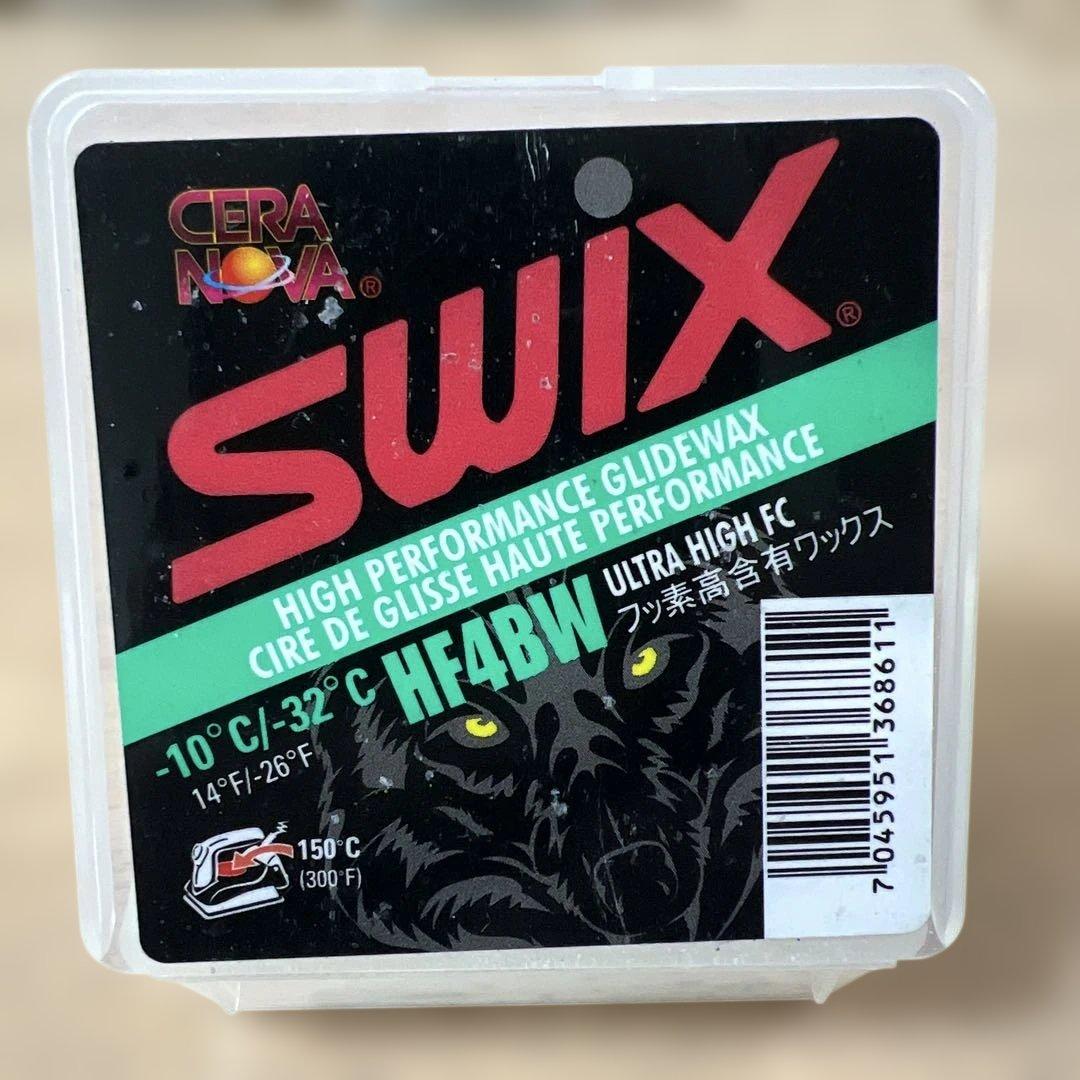 CERA
NOVA®
SWIX®
HIGH PERFORMANCE GLIDEWAX
CIRE DE GLISSE HAUTE PERFORMANCE
HF4BW
ULTRA HIGH FC
フッ素高含有ワックス
-10°C/-32°C
14°F/-26°F
150°C
(300°F)
7 045951 368611